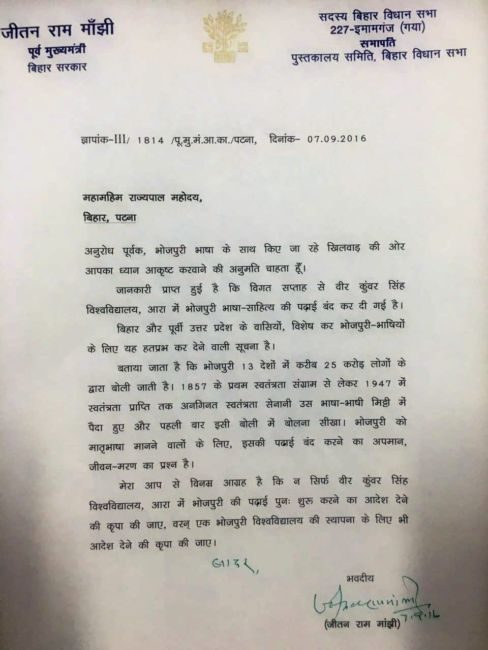 जीतन राम माँझी
पूर्व मुख्यमंत्री
बिहार सरकार
सदस्य बिहार विधान सभा
227-इमामगंज (गया)
सभापति
पुस्तकालय समिति, बिहार विधान सभा
ज्ञापांक-III/ 1814 /पू.मु.मं.आ.का./पटना, दिनांक- 07.09.2016
महामहिम राज्यपाल महोदय,
बिहार, पटना
अनुरोध पूर्वक, भोजपुरी भाषा के साथ किए जा रहे खिलवाड़ की ओर
आपका ध्यान आकृष्ट करवाने की अनुमति चाहता हूँ।
जानकारी प्राप्त हुई है कि विगत सप्ताह से वीर कुंवर सिंह
विश्वविद्यालय, आरा में भोजपुरी भाषा-साहित्य की पढ़ाई बंद कर दी गई है।
बिहार और पूर्वी उत्तर प्रदेश के वासियों, विशेष कर भोजपुरी-भाषियों
के लिए यह हतप्रभ कर देने वाली सूचना है।
बताया जाता है कि भोजपुरी 13 देशों में करीब 25 करोड़ लोगों के
द्वारा बोली जाती है। 1857 के प्रथम स्वतंत्रता संग्राम से लेकर 1947 में
स्वतंत्रता प्राप्ति तक अनगिनत स्वतंत्रता सेनानी उस भाषा-भाषी मिट्टी में
पैदा हुए और पहली बार इसी बोली में बोलना सीखा। भोजपुरी को
मातृभाषा मानने वालों के लिए, इसकी पढ़ाई बंद करने का अपमान,
जीवन-मरण का प्रश्न है।
मेरा आप से विनम्र आग्रह है कि न सिर्फ वीर कुंवर सिंह
विश्वविद्यालय, आरा में भोजपुरी की पढ़ाई पुनः शुरू करने का आदेश देने
की कृपा की जाए, वरन् एक भोजपुरी विश्वविद्यालय की स्थापना के लिए भी
आदेश देने की कृपा की जाए।
सादर,
भवदीय
7.9.16
(जीतन राम मांझी)